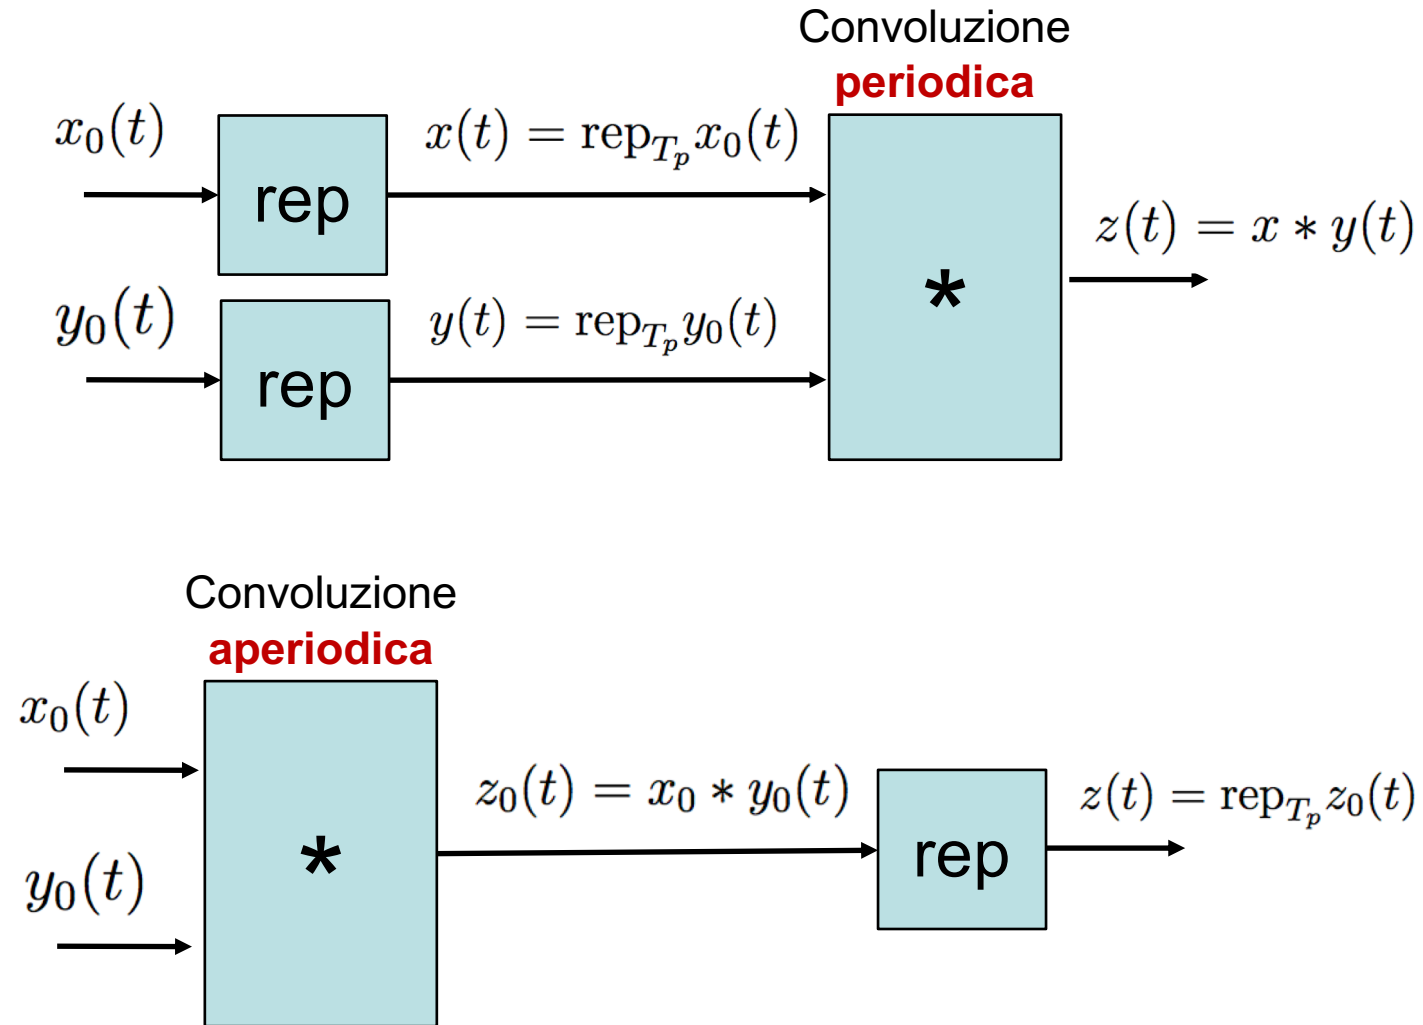 Convoluzione
periodica
x₀(t)
rep
x(t) = rep_{T_p} x₀(t)
y₀(t)
rep
y(t) = rep_{T_p} y₀(t)
*
z(t) = x ∗ y(t)
Convoluzione
aperiodica
x₀(t)
y₀(t)
*
z₀(t) = x₀ ∗ y₀(t)
rep
z(t) = rep_{T_p} z₀(t)